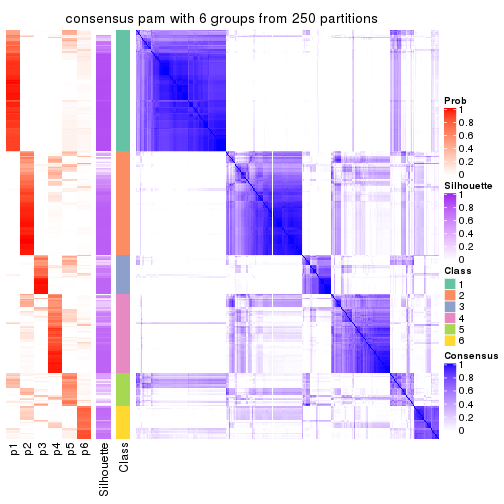 consensus pam with 6 groups from 250 partitions
p1
p2
p3
p4
p5
p6
Silhouette
Class
Prob
1
0.8
0.6
0.4
0.2
0
Silhouette
1
0.8
0.6
0.4
0.2
0
Class
1
2
3
4
5
6
Consensus
1
0.8
0.6
0.4
0.2
0